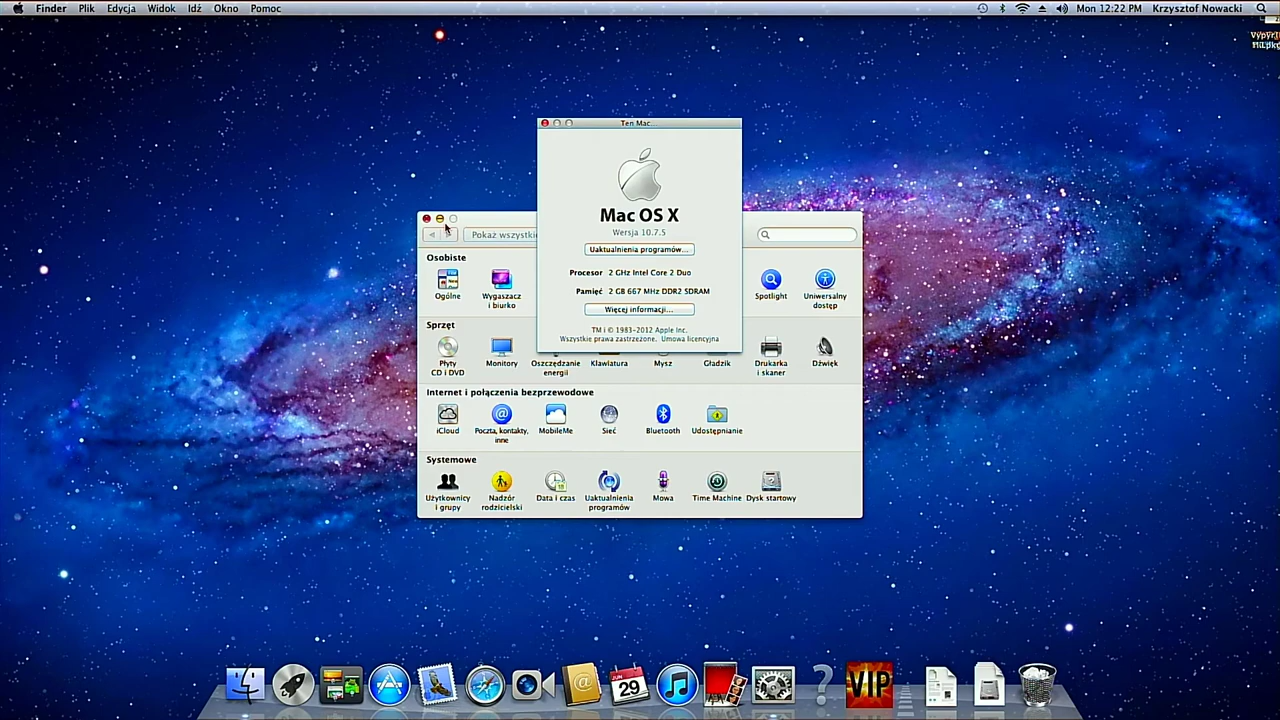 Finder Plik Edycja Widok Idź Okno Pomoc
Mon 12:22 PM Krzysztof Nowacki
Ten Mac...
Mac OS X
Wersja 10.7.5
Uaktualnienia programów...
Procesor 2 GHz Intel Core 2 Duo
Pamięć 2 GB 667 MHz DDR2 SDRAM
Więcej informacji...
TM i © 1983–2012 Apple Inc.
Wszystkie prawa zastrzeżone. Umowa licencyjna
Pokaż wszystkie
Osobiste
Ogólne
Wygaszacz
i biurko
Spotlight
Uniwersalny
dostęp
Sprzęt
Płyty
CD i DVD
Monitory
Oszczędzanie
energii
Klawiatura
Mysz
Gładzik
Drukarka
i skaner
Dźwięk
Internet i połączenia bezprzewodowe
iCloud
Poczta, kontakty,
inne
MobileMe
Sieć
Bluetooth
Udostępnianie
Systemowe
Użytkownicy
i grupy
Nadzór
rodzicielski
Data i czas
Uaktualnienia
programów
Mowa
Time Machine
Dysk startowy
JUN
29
VIP